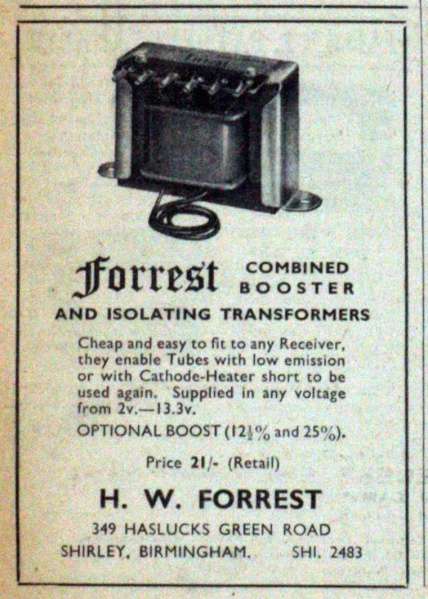 Forrest COMBINED
BOOSTER
AND ISOLATING TRANSFORMERS
Cheap and easy to fit to any Receiver,
they enable Tubes with low emission
or with Cathode-Heater short to be
used again. Supplied in any voltage
from 2v.—13.3v.
OPTIONAL BOOST (12½% and 25%).
Price 21/- (Retail)
H. W. FORREST
349 HASLUCKS GREEN ROAD
SHIRLEY, BIRMINGHAM. SHI. 2483